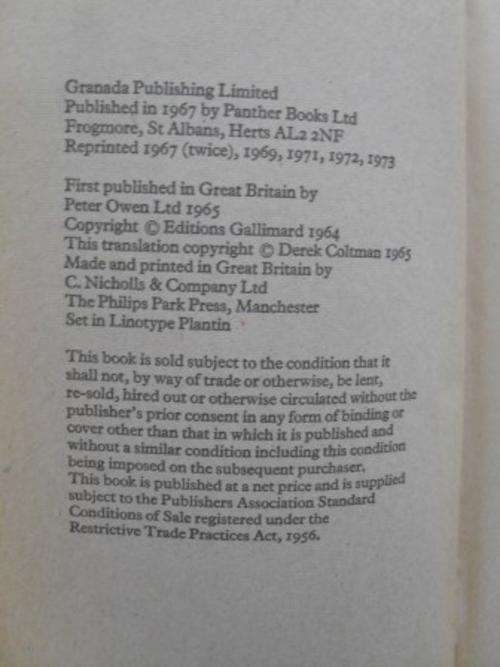 Granada Publishing Limited
Published in 1967 by Panther Books Ltd
Frogmore, St Albans, Herts AL2 2NF
Reprinted 1967 (twice), 1969, 1971, 1972, 1973
First published in Great Britain by
Peter Owen Ltd 1965
Copyright © Editions Gallimard 1964
This translation copyright © Derek Coltman 1965
Made and printed in Great Britain by
C. Nicholls & Company Ltd
The Philips Park Press, Manchester
Set in Linotype Plantin
This book is sold subject to the condition that it
shall not, by way of trade or otherwise, be lent,
re-sold, hired out or otherwise circulated without the
publisher's prior consent in any form of binding or
cover other than that in which it is published and
without a similar condition including this condition
being imposed on the subsequent purchaser.
This book is published at a net price and is supplied
subject to the Publishers Association Standard
Conditions of Sale registered under the
Restrictive Trade Practices Act, 1956.